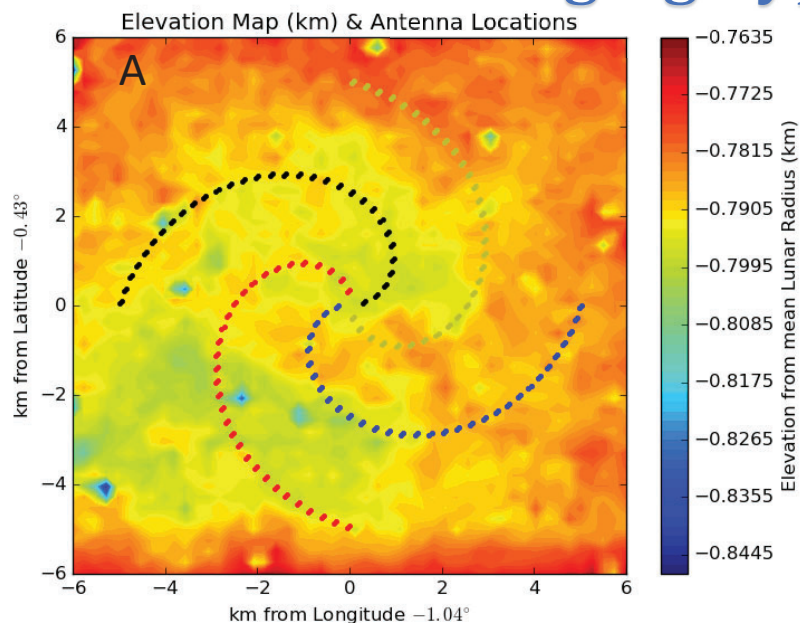 Elevation Map (km) & Antenna Locations
A
6
4
2
0
−2
−4
−6
km from Latitude −0.43°
−6 −4 −2 0 2 4 6
km from Longitude −1.04°
−0.7635
−0.7725
−0.7815
−0.7905
−0.7995
−0.8085
−0.8175
−0.8265
−0.8355
−0.8445
Elevation from mean Lunar Radius (km)